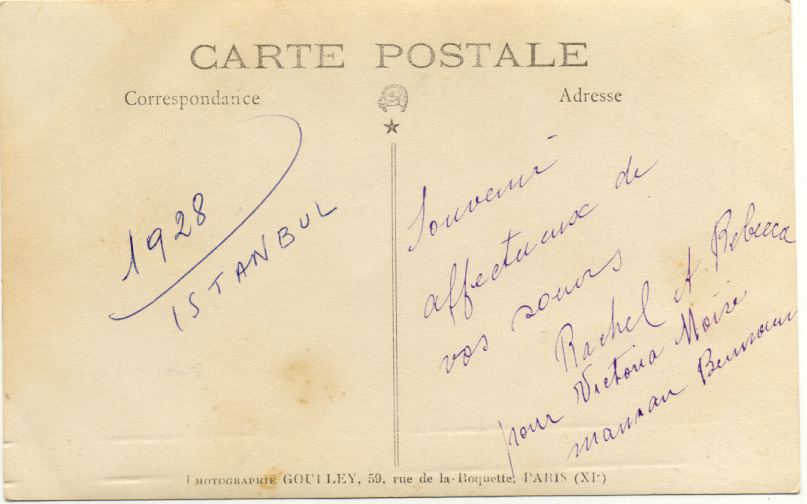 CARTE POSTALE
Correspondance
Adresse
1928
ISTANBUL
Souvenir
affectueux de
vos soeurs
Rachel et Rebecca
pour Victoria Moïse
maman
PHOTOGRAPHIE GOULLEY, 59, rue de la Roquette, PARIS (XIe)